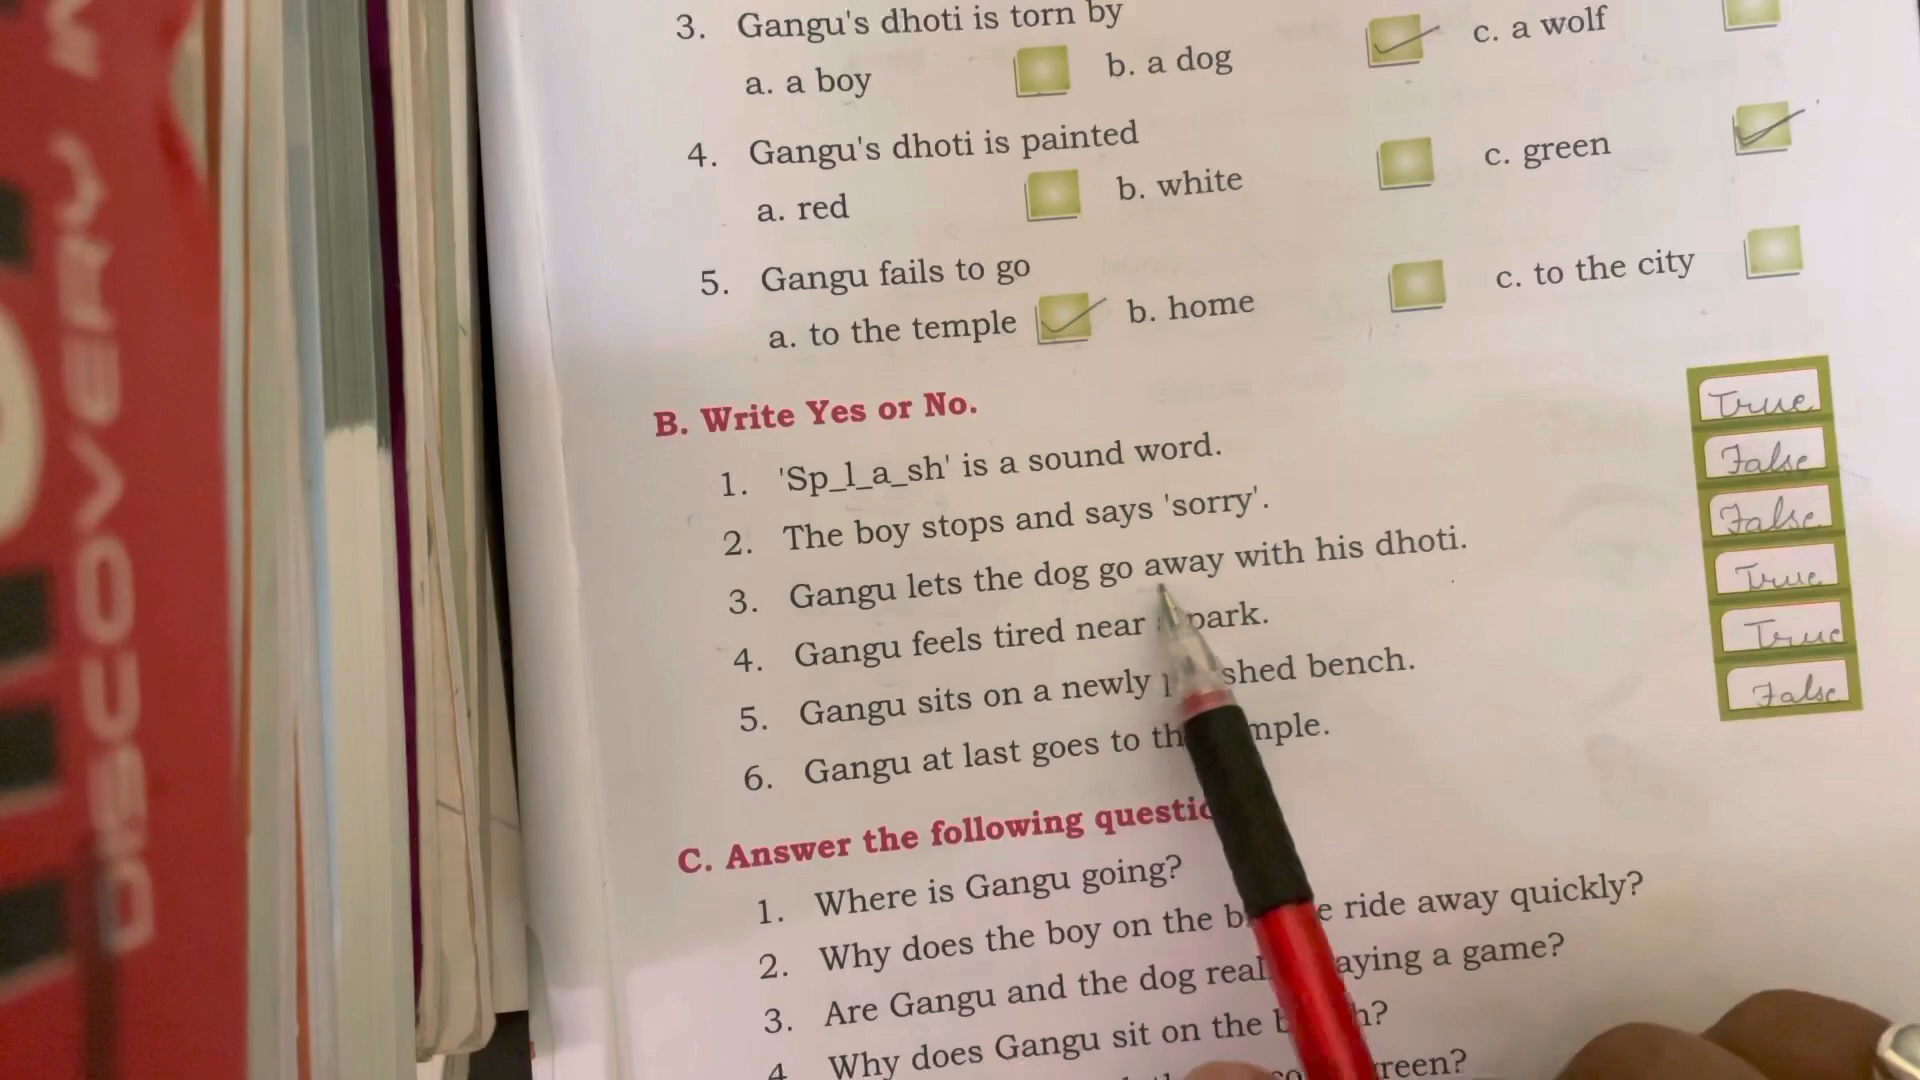 3. Gangu's dhoti is torn by
a. a boy b. a dog c. a wolf
4. Gangu's dhoti is painted
a. red b. white c. green
5. Gangu fails to go
a. to the temple b. home c. to the city
B. Write Yes or No.
1. 'Sp_l_a_sh' is a sound word. True
2. The boy stops and says 'sorry'. False
3. Gangu lets the dog go away with his dhoti. False
4. Gangu feels tired near park. True
5. Gangu sits on a newly shed bench. True
6. Gangu at last goes to th mple. False
C. Answer the following questio
1. Where is Gangu going?
2. Why does the boy on the b e ride away quickly?
3. Are Gangu and the dog real aying a game?
4 Why does Gangu sit on the b h?
reen?
DISCOVER